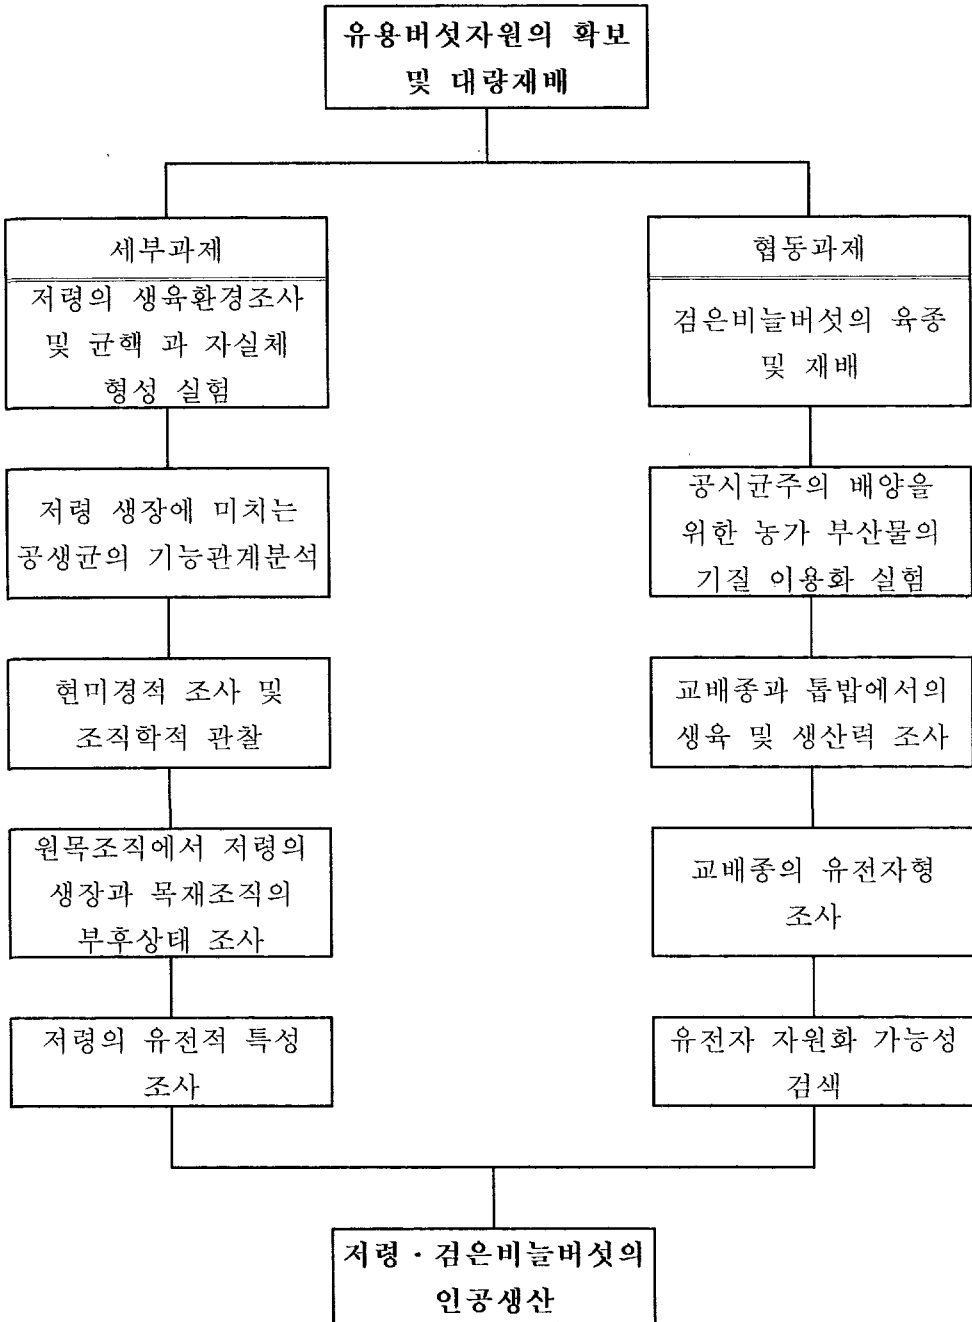 유용버섯자원의 확보
및 대량재배
세부과제
저령의 생육환경조사
및 균핵 과 자실체
형성 실험
저령 생장에 미치는
공생균의 기능관계분석
현미경적 조사 및
조직학적 관찰
원목조직에서 저령의
생장과 목재조직의
부후상태 조사
저령의 유전적 특성
조사
협동과제
검은비늘버섯의 육종
및 재배
공시균주의 배양을
위한 농가 부산물의
기질 이용화 실험
교배종과 톱밥에서의
생육 및 생산력 조사
교배종의 유전자형
조사
유전자 자원화 가능성
검색
저령・검은비늘버섯의
인공생산